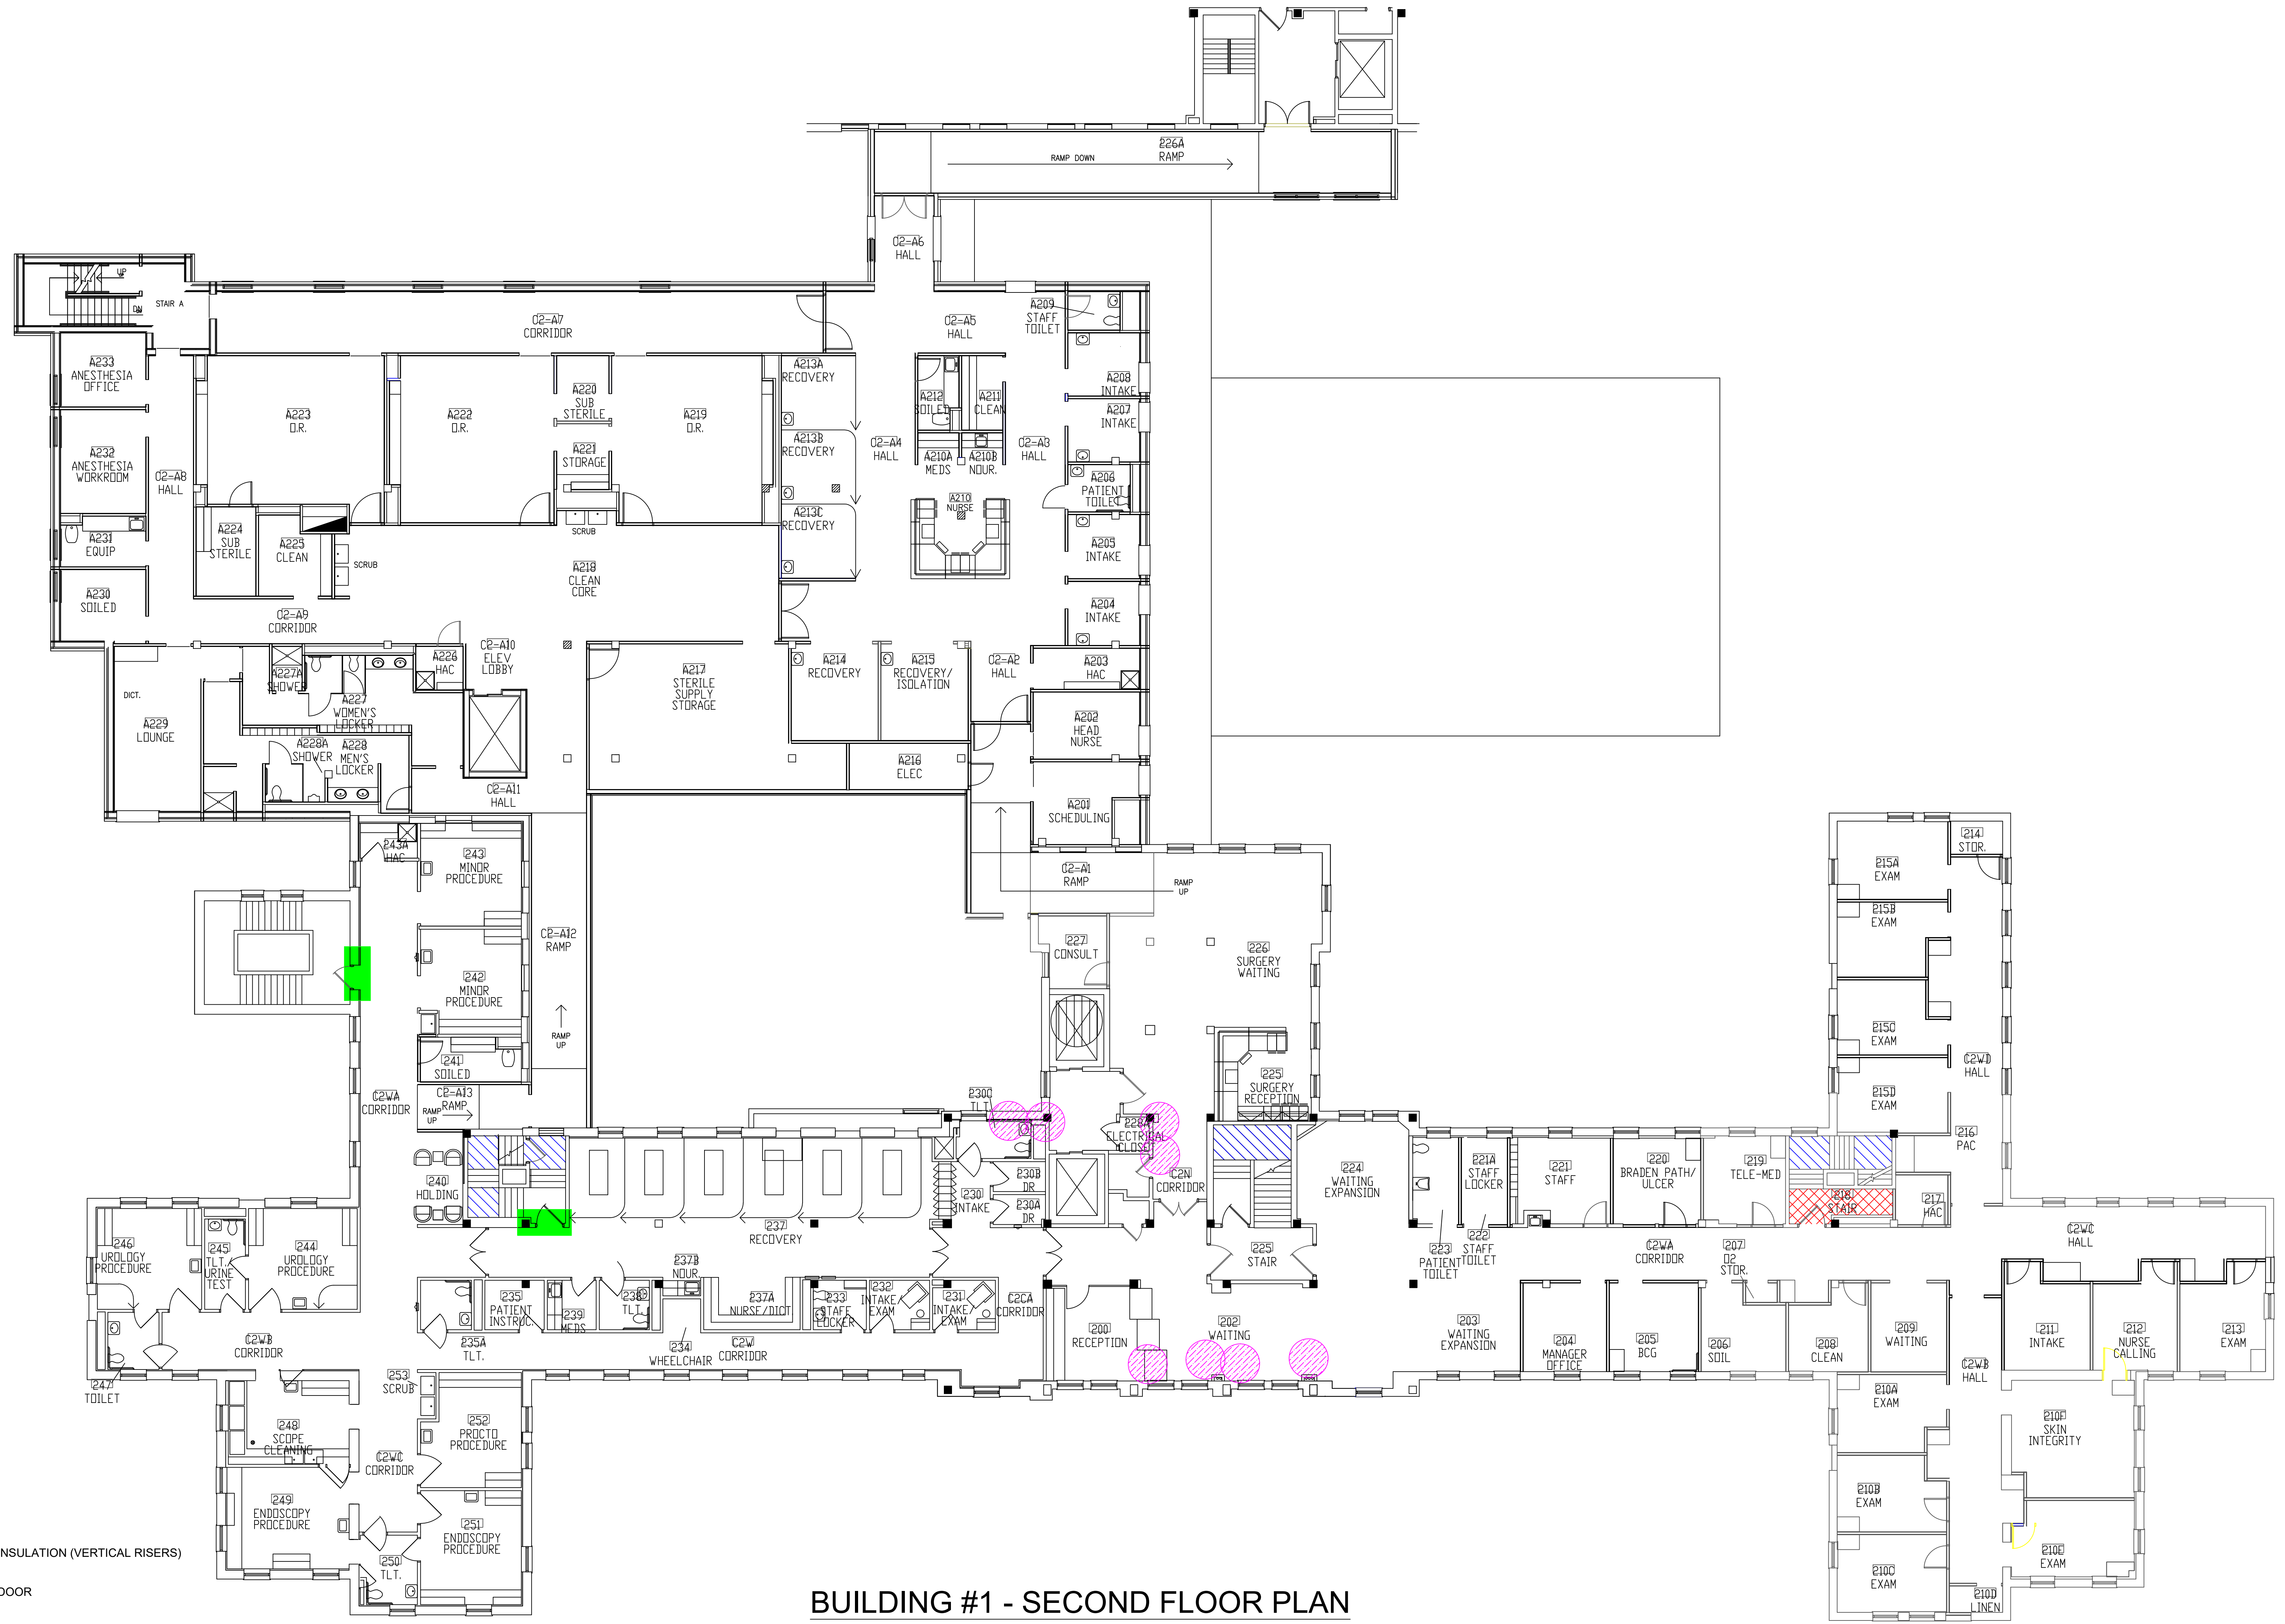 226A
RAMP
RAMP DOWN
C2-A6
HALL
UP
STAIR A
DN
C2-A7
CORRIDOR
C2-A5
HALL
A209
STAFF
TOILET
A233
ANESTHESIA
OFFICE
A223
O.R.
A222
O.R.
A220
SUB
STERILE
A219
O.R.
A213A
RECOVERY
A212
SOILED
A211
CLEAN
A208
INTAKE
A207
INTAKE
A232
ANESTHESIA
WORKROOM
C2-A8
HALL
A221
STORAGE
A213B
RECOVERY
C2-A4
HALL
A210A
MEDS
A210B
NOUR.
C2-A3
HALL
A206
PATIENT
TOILET
A210
NURSE
A213C
RECOVERY
A231
EQUIP
A224
SUB
STERILE
A225
CLEAN
SCRUB
SCRUB
A218
CLEAN
CORE
A205
INTAKE
A230
SOILED
C2-A9
CORRIDOR
A204
INTAKE
A226
HAC
C2-A10
ELEV
LOBBY
A217
STERILE
SUPPLY
STORAGE
A214
RECOVERY
A215
RECOVERY/
ISOLATION
C2-A2
HALL
A203
HAC
DICT.
A227A
SHOWER
A227
WOMEN'S
LOCKER
A229
LOUNGE
A228A
SHOWER
A228
MEN'S
LOCKER
A202
HEAD
NURSE
A216
ELEC
C2-A11
HALL
A201
SCHEDULING
243A
HAC
243
MINOR
PROCEDURE
C2-A1
RAMP
RAMP
UP
215A
EXAM
214
STOR.
215B
EXAM
C2-A12
RAMP
227
CONSULT
226
SURGERY
WAITING
242
MINOR
PROCEDURE
RAMP
UP
215C
EXAM
C2WD
HALL
241
SOILED
225
SURGERY
RECEPTION
C2WA
CORRIDOR
C2-A13
RAMP
RAMP
UP
230C
TLT
228A
ELECTRICAL
CLOSE
215D
EXAM
216
PAC
240
HOLDING
230
INTAKE
230B
DR
230A
DR
C2N
CORRIDOR
224
WAITING
EXPANSION
221A
STAFF
LOCKER
221
STAFF
220
BRADEN PATH/
ULCER
219
TELE-MED
218
STAIR
217
HAC
237
RECOVERY
246
UROLOGY
PROCEDURE
245
TLT./
URINE
TEST
244
UROLOGY
PROCEDURE
237B
NOUR.
225
STAIR
223
PATIENT
TOILET
222
STAFF
TOILET
C2WA
CORRIDOR
207
O2
STOR.
C2WC
HALL
235
PATIENT
INSTRUC.
239
MEDS
238
TLT.
237A
NURSE/DICT
233
STAFF
LOCKER
232
INTAKE/
EXAM
231
INTAKE/
EXAM
C2CA
CORRIDOR
200
RECEPTION
202
WAITING
203
WAITING
EXPANSION
204
MANAGER
OFFICE
205
BCG
206
SOIL
208
CLEAN
209
WAITING
211
INTAKE
212
NURSE
CALLING
213
EXAM
C2WB
CORRIDOR
235A
TLT.
234
WHEELCHAIR
C2W
CORRIDOR
C2WB
HALL
247
TOILET
253
SCRUB
210A
EXAM
248
SCOPE
CLEANING
252
PROCTO
PROCEDURE
210F
SKIN
INTEGRITY
C2WC
CORRIDOR
210B
EXAM
249
ENDOSCOPY
PROCEDURE
251
ENDOSCOPY
PROCEDURE
250
TLT.
210E
EXAM
210C
EXAM
210D
LINEN
NSULATION (VERTICAL RISERS)
DOOR
BUILDING #1 - SECOND FLOOR PLAN